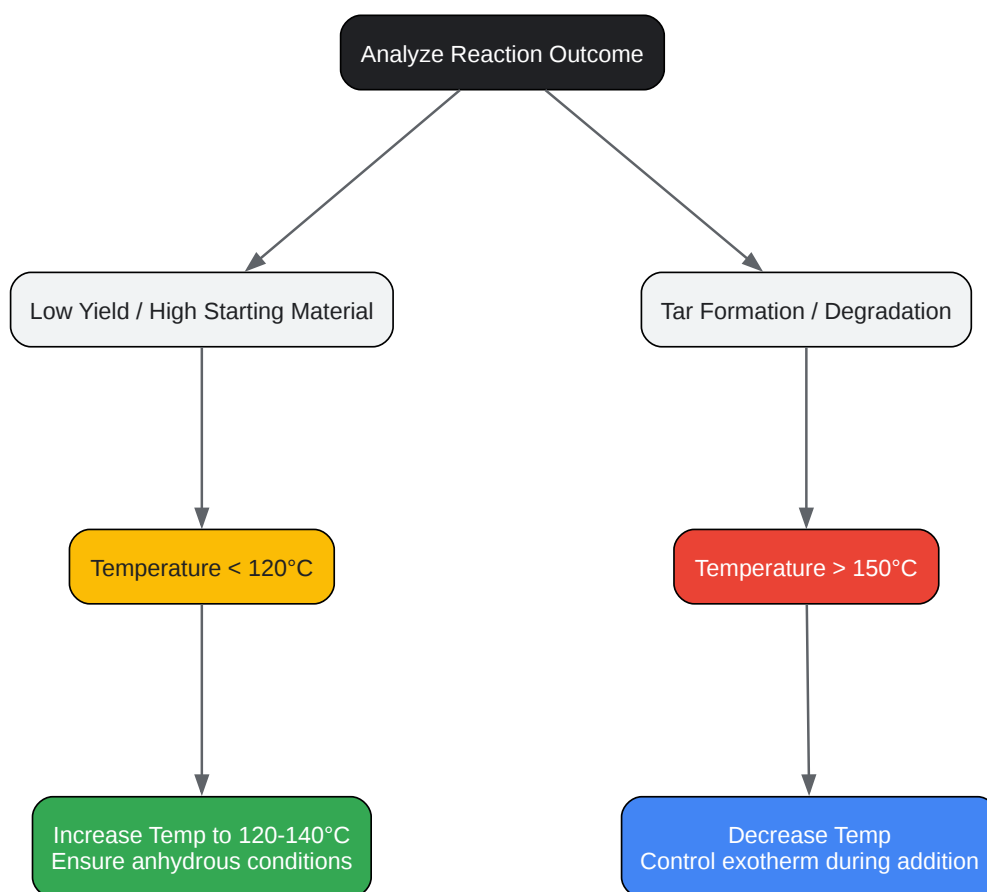 Analyze Reaction Outcome
Low Yield / High Starting Material
Tar Formation / Degradation
Temperature < 120°C
Temperature > 150°C
Increase Temp to 120-140°C
Ensure anhydrous conditions
Decrease Temp
Control exotherm during addition